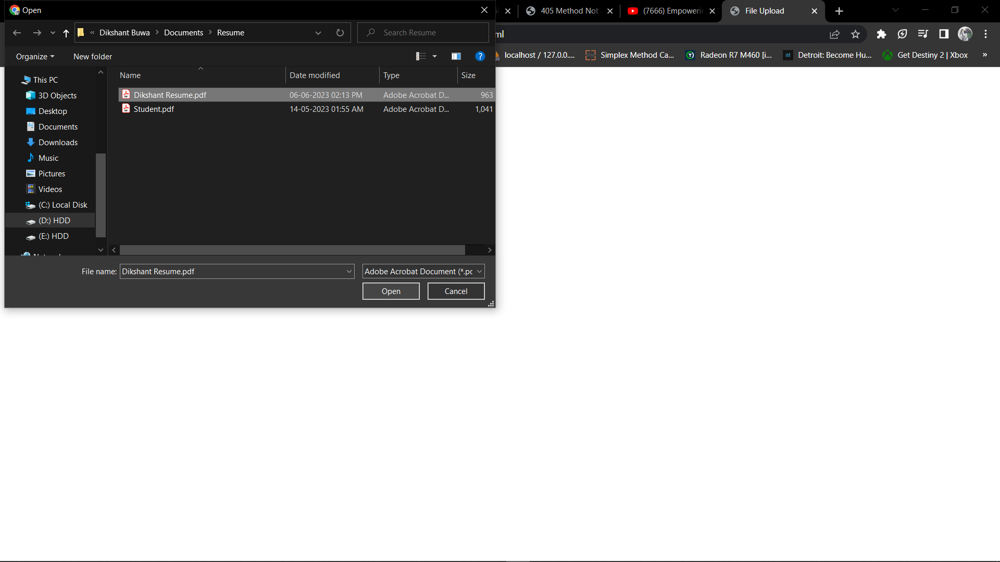 Open
405 Method Not
(7666) Empowerin
File Upload
« Dikshant Buwa > Documents > Resume
Search Resume
ml
Organize
New folder
localhost / 127.0.0....
Simplex Method Ca...
Radeon R7 M460 [i...
Detroit: Become Hu...
Get Destiny 2 | Xbox
»
Name
Date modified
Type
Size
This PC
3D Objects
Desktop
Documents
Downloads
Music
Pictures
Videos
(C:) Local Disk
(D:) HDD
(E:) HDD
Dikshant Resume.pdf 06-06-2023 02:13 PM Adobe Acrobat D... 963
Student.pdf 14-05-2023 01:55 AM Adobe Acrobat D... 1,041
File name: Dikshant Resume.pdf
Adobe Acrobat Document (*.pd
Open
Cancel